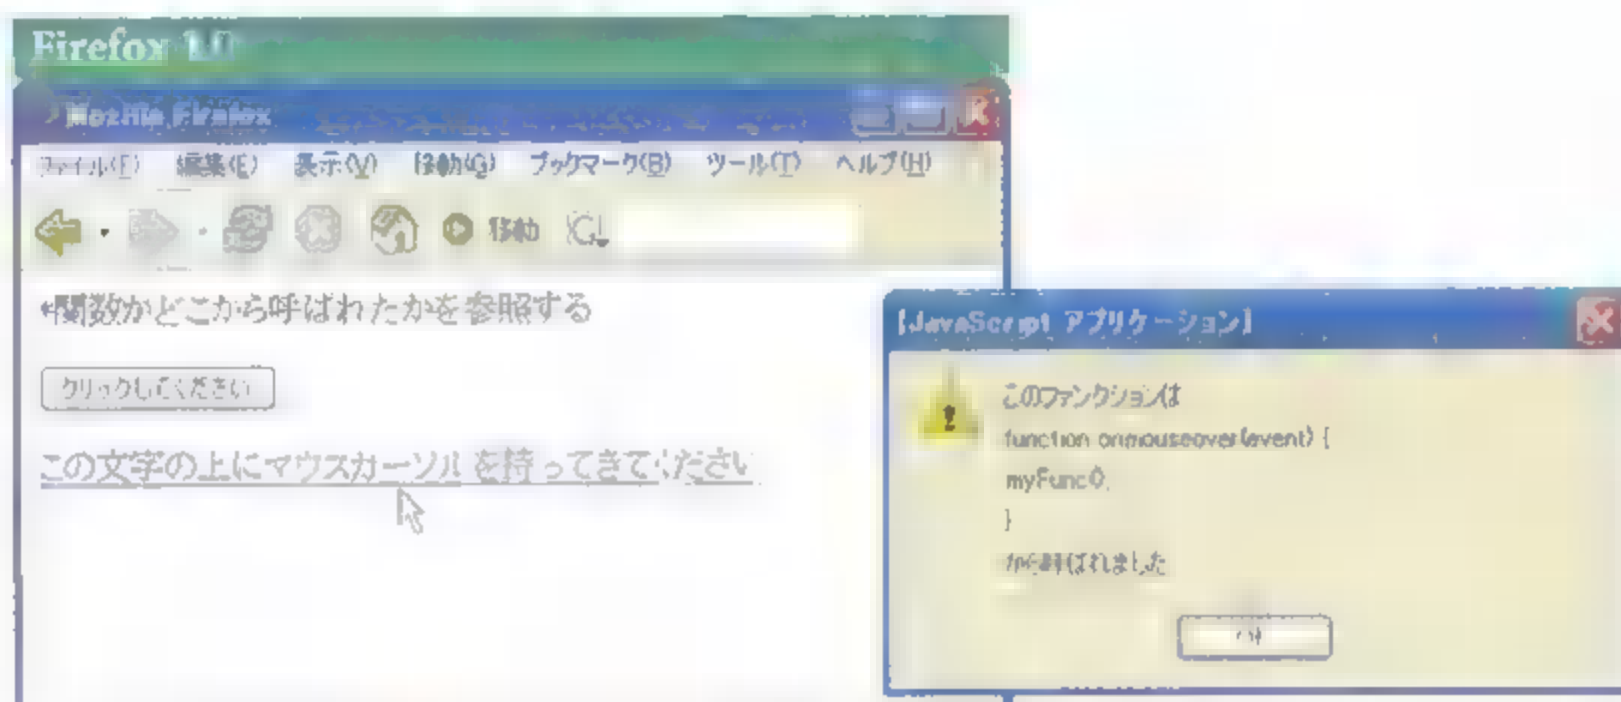 Firefox 1.0
Mozilla Firefox
ファイル(F) 編集(E) 表示(V) 移動(G) ブックマーク(B) ツール(T) ヘルプ(H)
移動
*関数がどこから呼ばれたかを参照する
クリックしてください
この文字の上にマウスカーソルを持ってきてください
[JavaScript アプリケーション]
このファンクションは
function onmouseover(event) {
myFunc();
}
から呼ばれました
OK